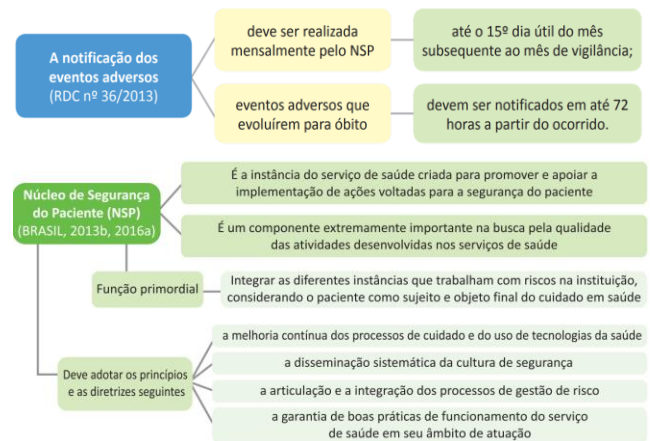 A notificação dos
eventos adversos
(RDC nº 36/2013)
deve ser realizada
mensalmente pelo NSP
até o 15º dia útil do mês
subsequente ao mês de vigilância;
eventos adversos que
evoluírem para óbito
devem ser notificados em até 72
horas a partir do ocorrido.
Núcleo de Segurança
do Paciente (NSP)
(BRASIL, 2013b, 2016a)
É a instância do serviço de saúde criada para promover e apoiar a
implementação de ações voltadas para a segurança do paciente
É um componente extremamente importante na busca pela qualidade
das atividades desenvolvidas nos serviços de saúde
Função primordial
Integrar as diferentes instâncias que trabalham com riscos na instituição,
considerando o paciente como sujeito e objeto final do cuidado em saúde
Deve adotar os princípios
e as diretrizes seguintes
a melhoria contínua dos processos de cuidado e do uso de tecnologias da saúde
a disseminação sistemática da cultura de segurança
a articulação e a integração dos processos de gestão de risco
a garantia de boas práticas de funcionamento do serviço
de saúde em seu âmbito de atuação